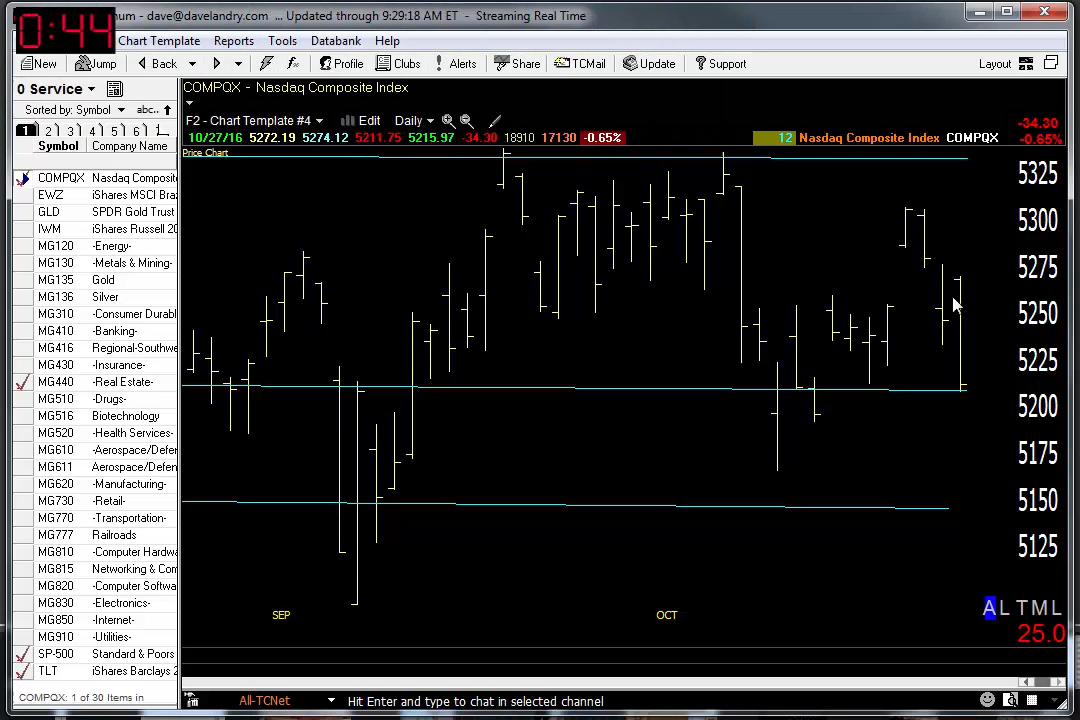 0:44
num - dave@davelandry.com ... Updated through 9:29:18 AM ET - Streaming Real Time
Chart Template Reports Tools Databank Help
New Jump Back Profile Clubs Alerts Share TCMail Update Support Layout
0 Service
Sorted by: Symbol abc..
1 2 3 4 5 6
Symbol Company Name
COMPQX Nasdaq Composite
EWZ iShares MSCI Braz
GLD SPDR Gold Trust
IWM iShares Russell 20
MG120 -Energy-
MG130 -Metals & Mining-
MG135 Gold
MG136 Silver
MG310 -Consumer Durabl
MG410 -Banking-
MG416 Regional-Southwe
MG430 -Insurance-
MG440 -Real Estate-
MG510 -Drugs-
MG516 Biotechnology
MG520 -Health Services-
MG610 -Aerospace/Defen
MG611 Aerospace/Defen
MG620 -Manufacturing-
MG730 -Retail-
MG770 -Transportation-
MG777 Railroads
MG810 -Computer Hardwa
MG815 Networking & Com
MG820 -Computer Softwa
MG830 -Electronics-
MG850 -Internet-
MG910 -Utilities-
SP-500 Standard & Poors
TLT iShares Barclays 2
COMPQX: 1 of 30 Items in
COMPQX - Nasdaq Composite Index
F2 - Chart Template #4 Edit Daily
10/27/16 5272.19 5274.12 5211.75 5215.97 -34.30 18910 17130 -0.65% 12 Nasdaq Composite Index COMPQX
-34.30
-0.65%
Price Chart
5325
5300
5275
5250
5225
5200
5175
5150
5125
SEP OCT
A L T M L
25.0
All-TCNet Hit Enter and type to chat in selected channel